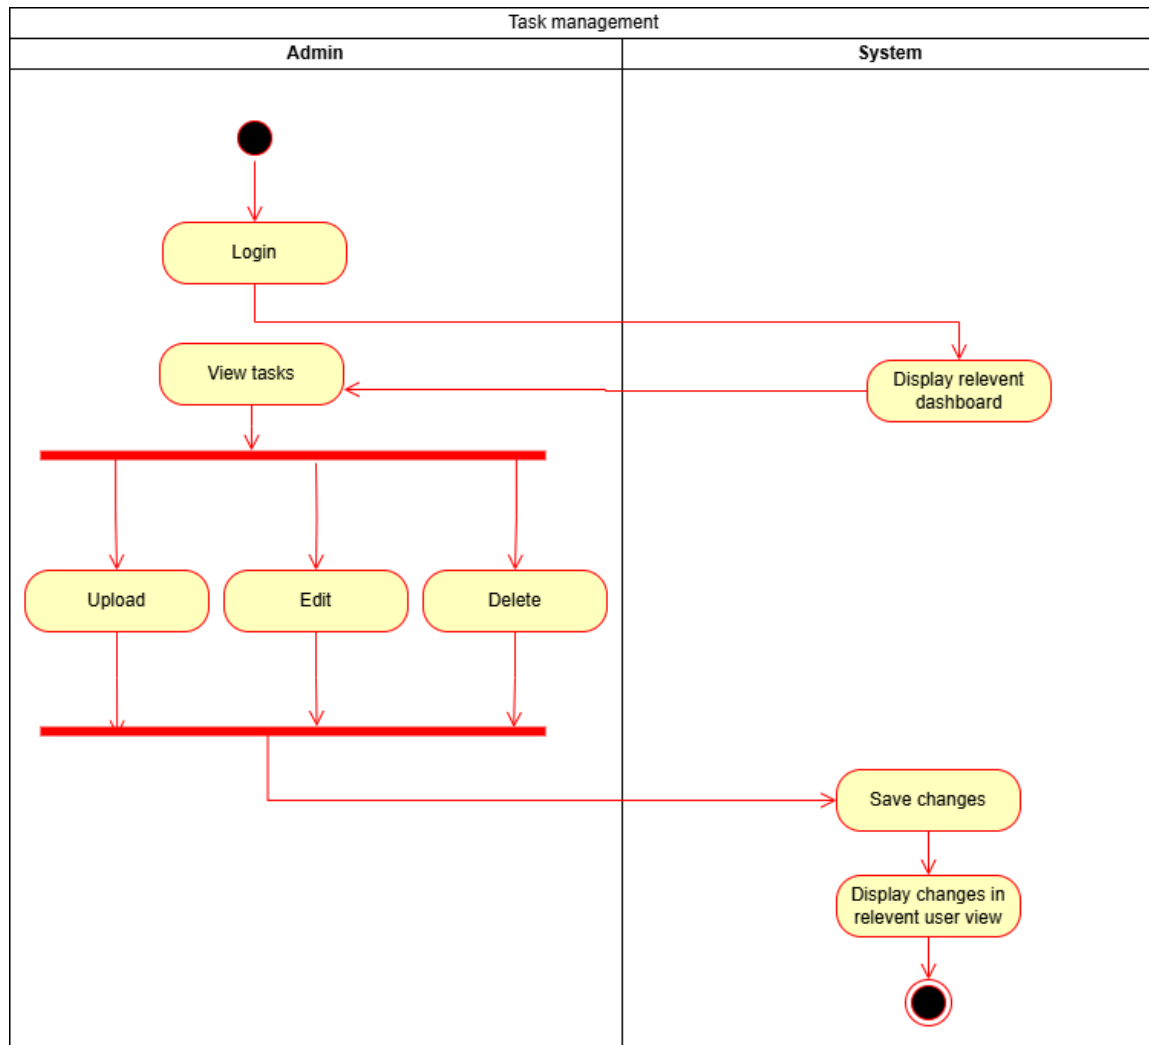 Task management
Admin
System
Login
View tasks
Display relevent
dashboard
Upload
Edit
Delete
Save changes
Display changes in
relevent user view